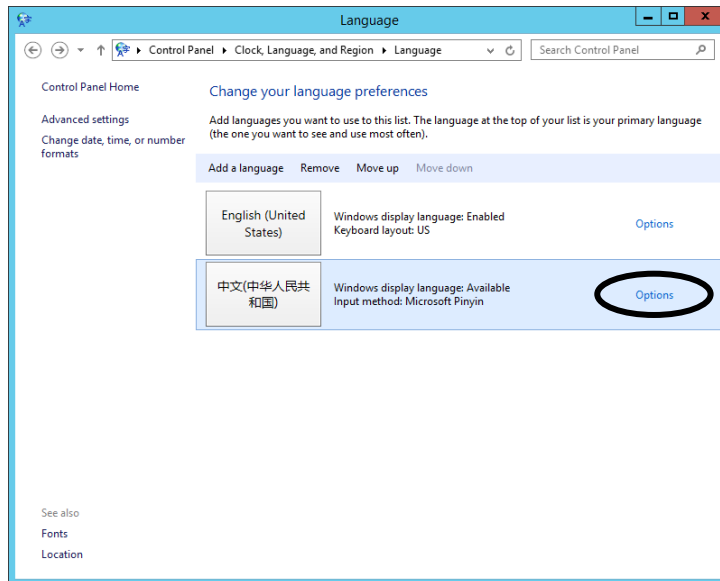 Language
Control Panel Clock, Language, and Region Language
Search Control Panel
Control Panel Home
Advanced settings
Change date, time, or number
formats
Change your language preferences
Add languages you want to use to this list. The language at the top of your list is your primary language
(the one you want to see and use most often).
Add a language Remove Move up Move down
English (United
States)
Windows display language: Enabled
Keyboard layout: US
Options
中文(中华人民共
和国)
Windows display language: Available
Input method: Microsoft Pinyin
Options
See also
Fonts
Location